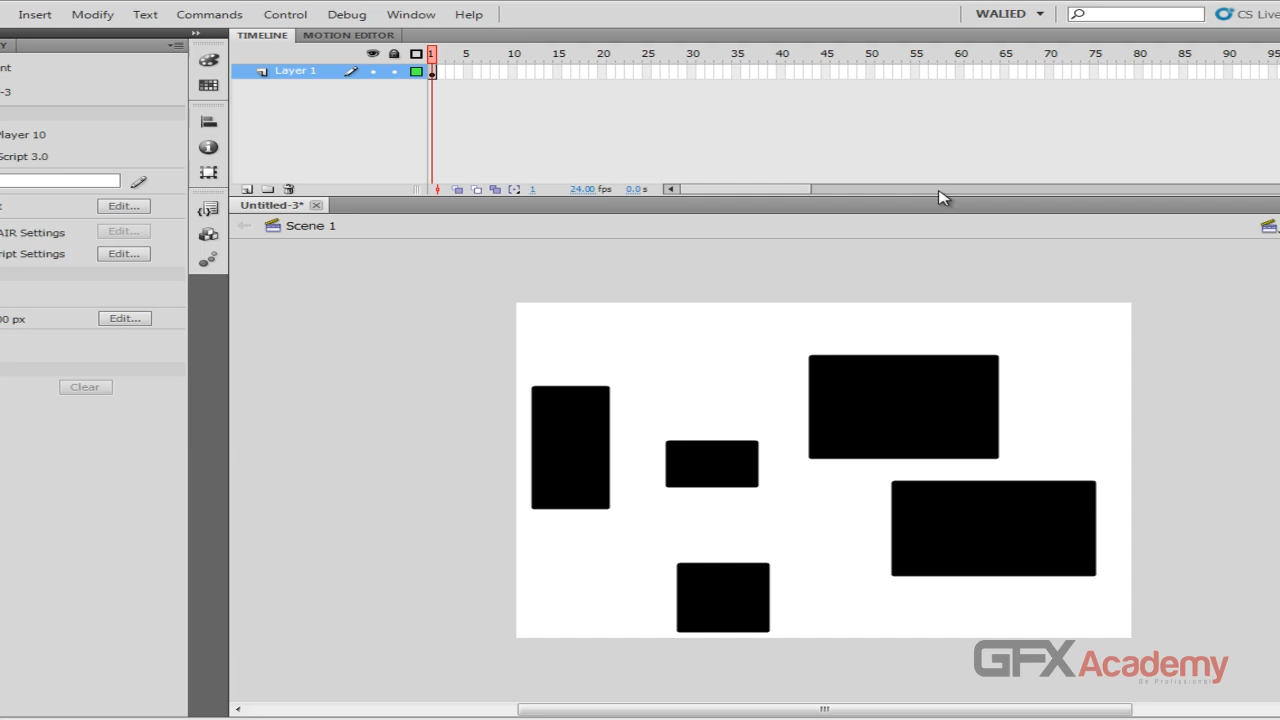 Insert Modify Text Commands Control Debug Window Help WALIED CS Live
Y TIMELINE MOTION EDITOR
1 5 10 15 20 25 30 35 40 45 50 55 60 65 70 75 80 85 90 95
nt Layer 1
-3
Player 10
Script 3.0
1 24.00 fps 0.0 s
Edit... Untitled-3*
AIR Settings Edit... Scene 1
ript Settings Edit...
00 px Edit...
Clear
GFX Academy
Be Professional